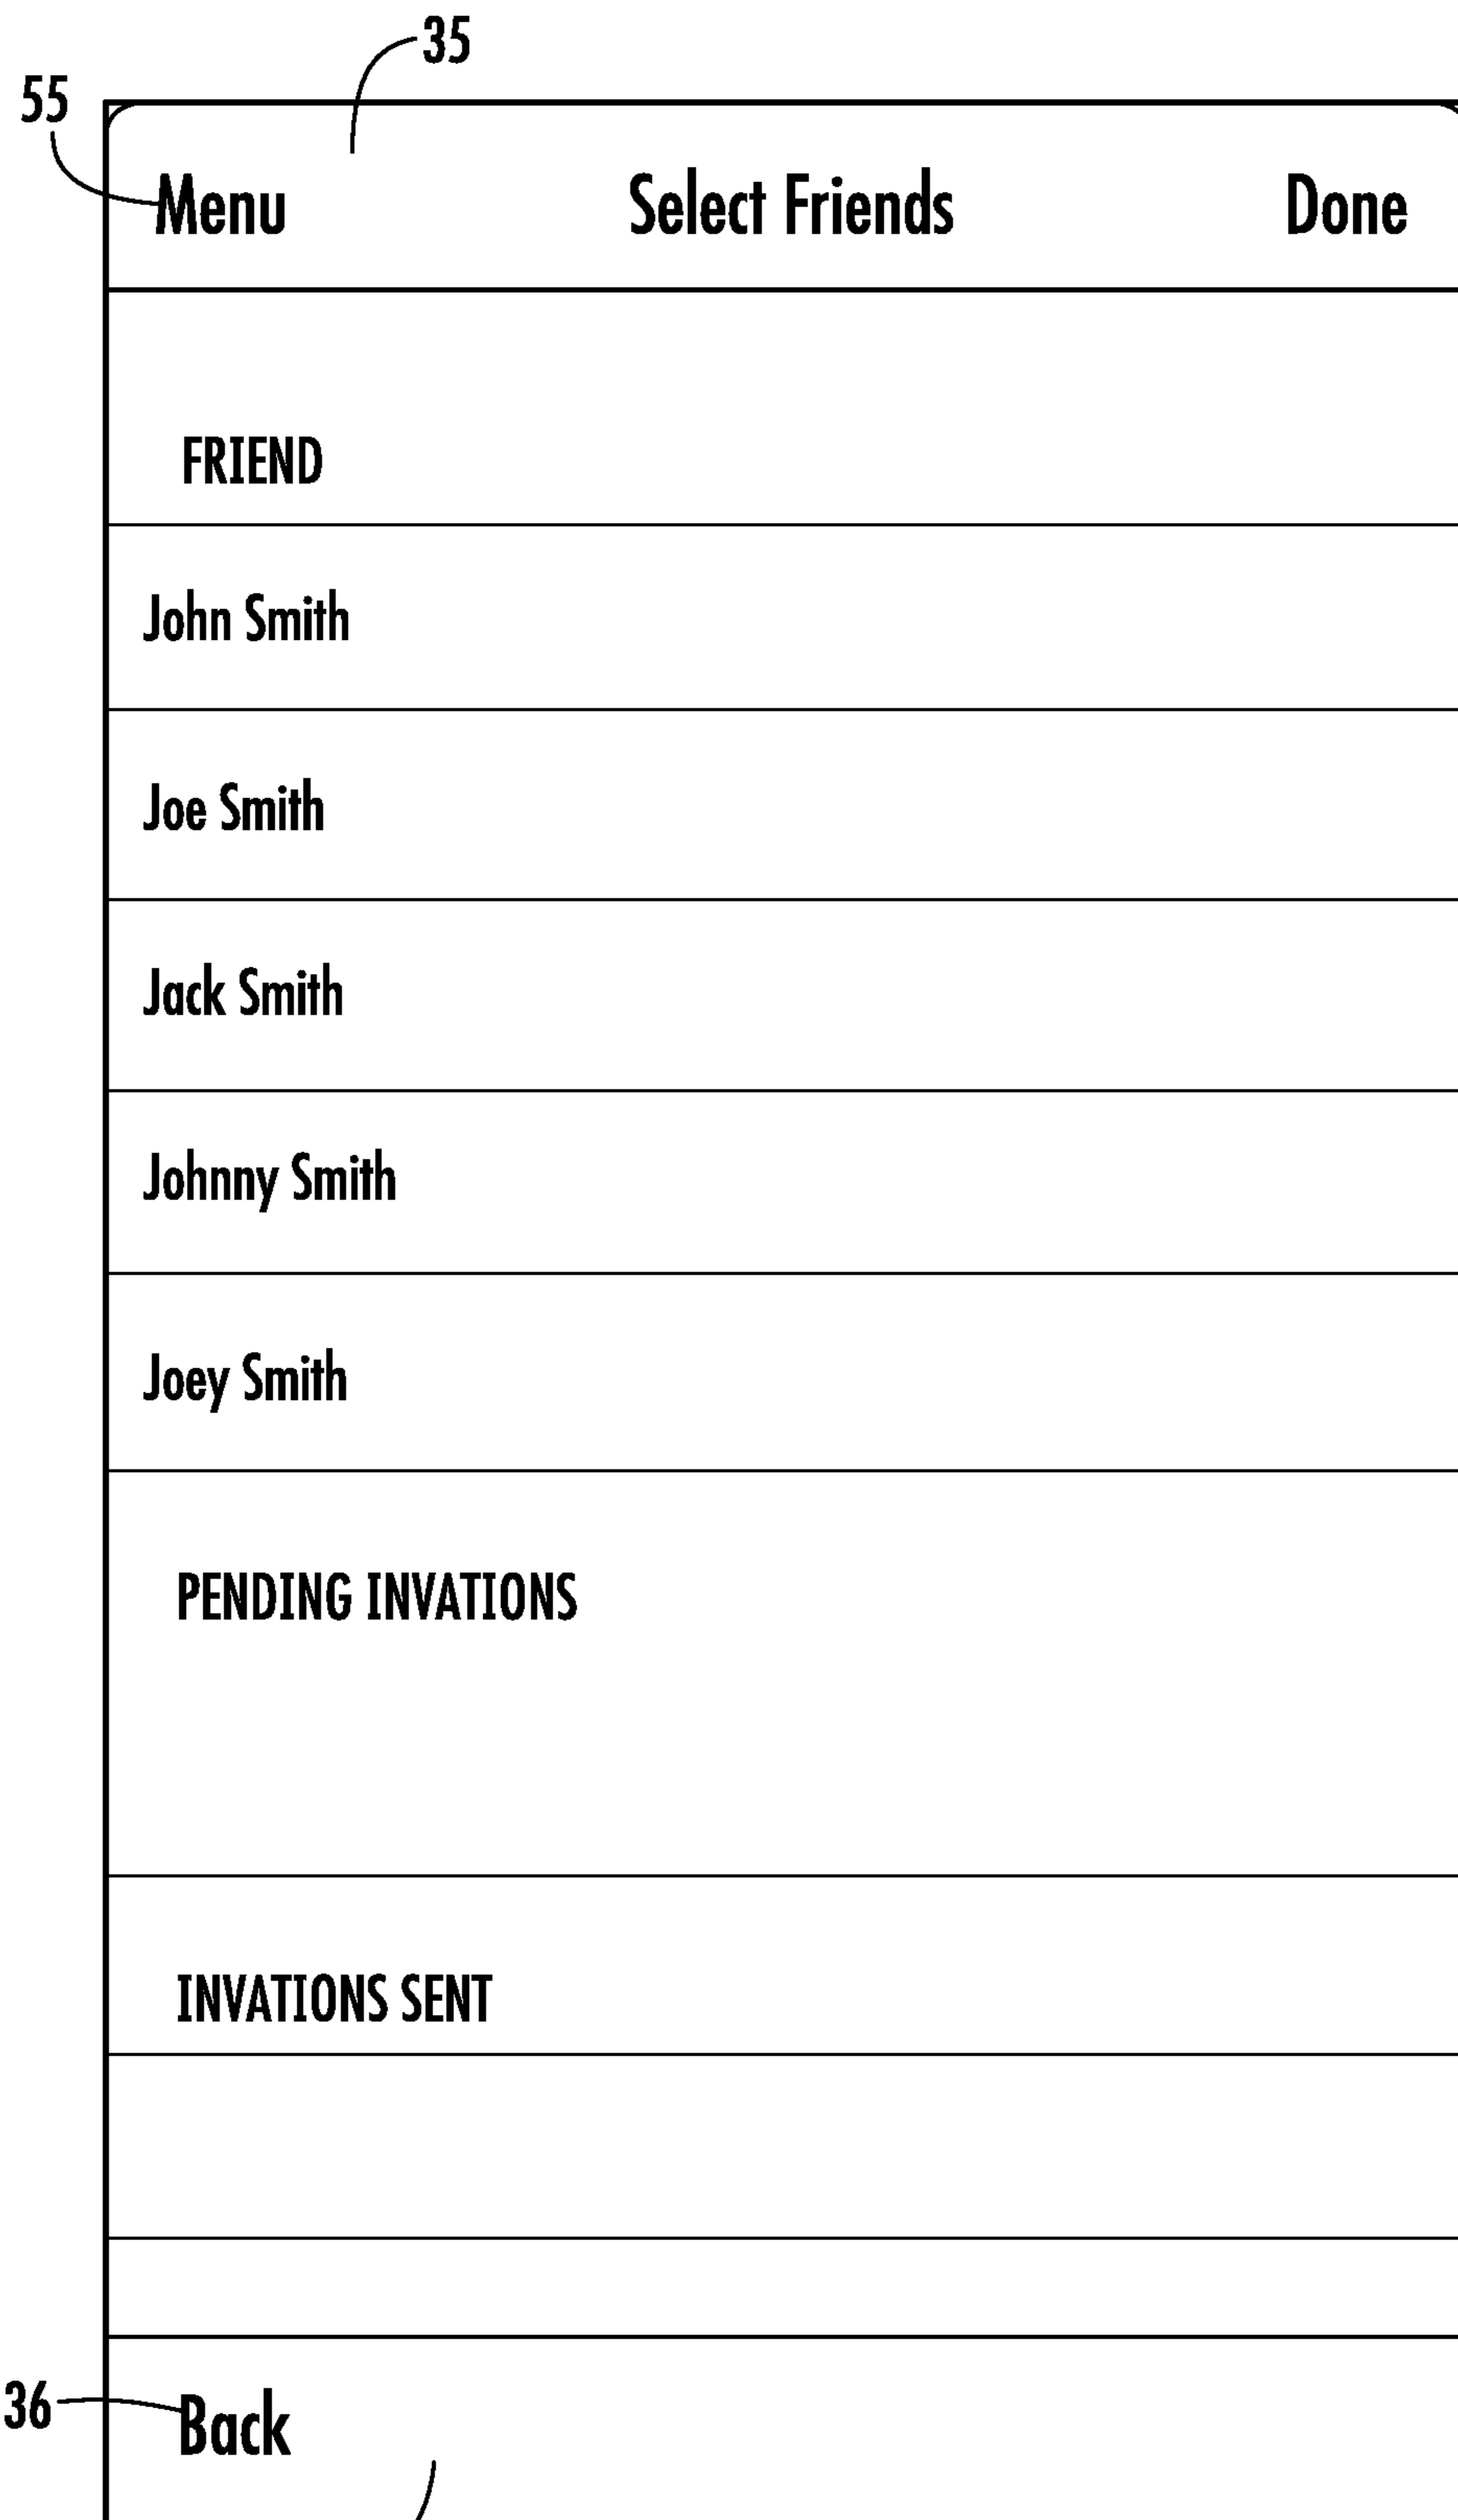 35
55
Menu Select Friends Done
FRIEND
John Smith
Joe Smith
Jack Smith
Johnny Smith
Joey Smith
PENDING INVATIONS
INVATIONS SENT
36
Back